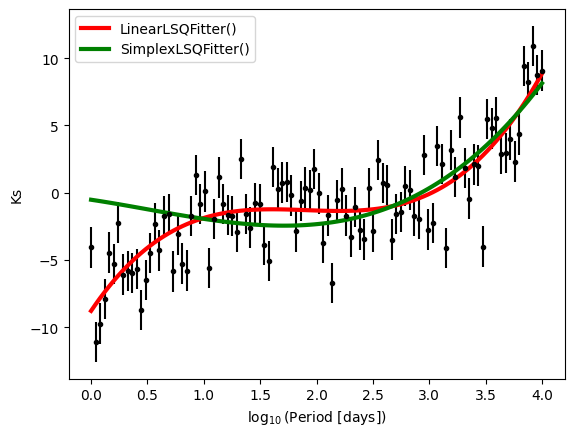 LinearLSQFitter()
SimplexLSQFitter()
10
5
0
−5
−10
Ks
0.0 0.5 1.0 1.5 2.0 2.5 3.0 3.5 4.0
log10(Period [days])